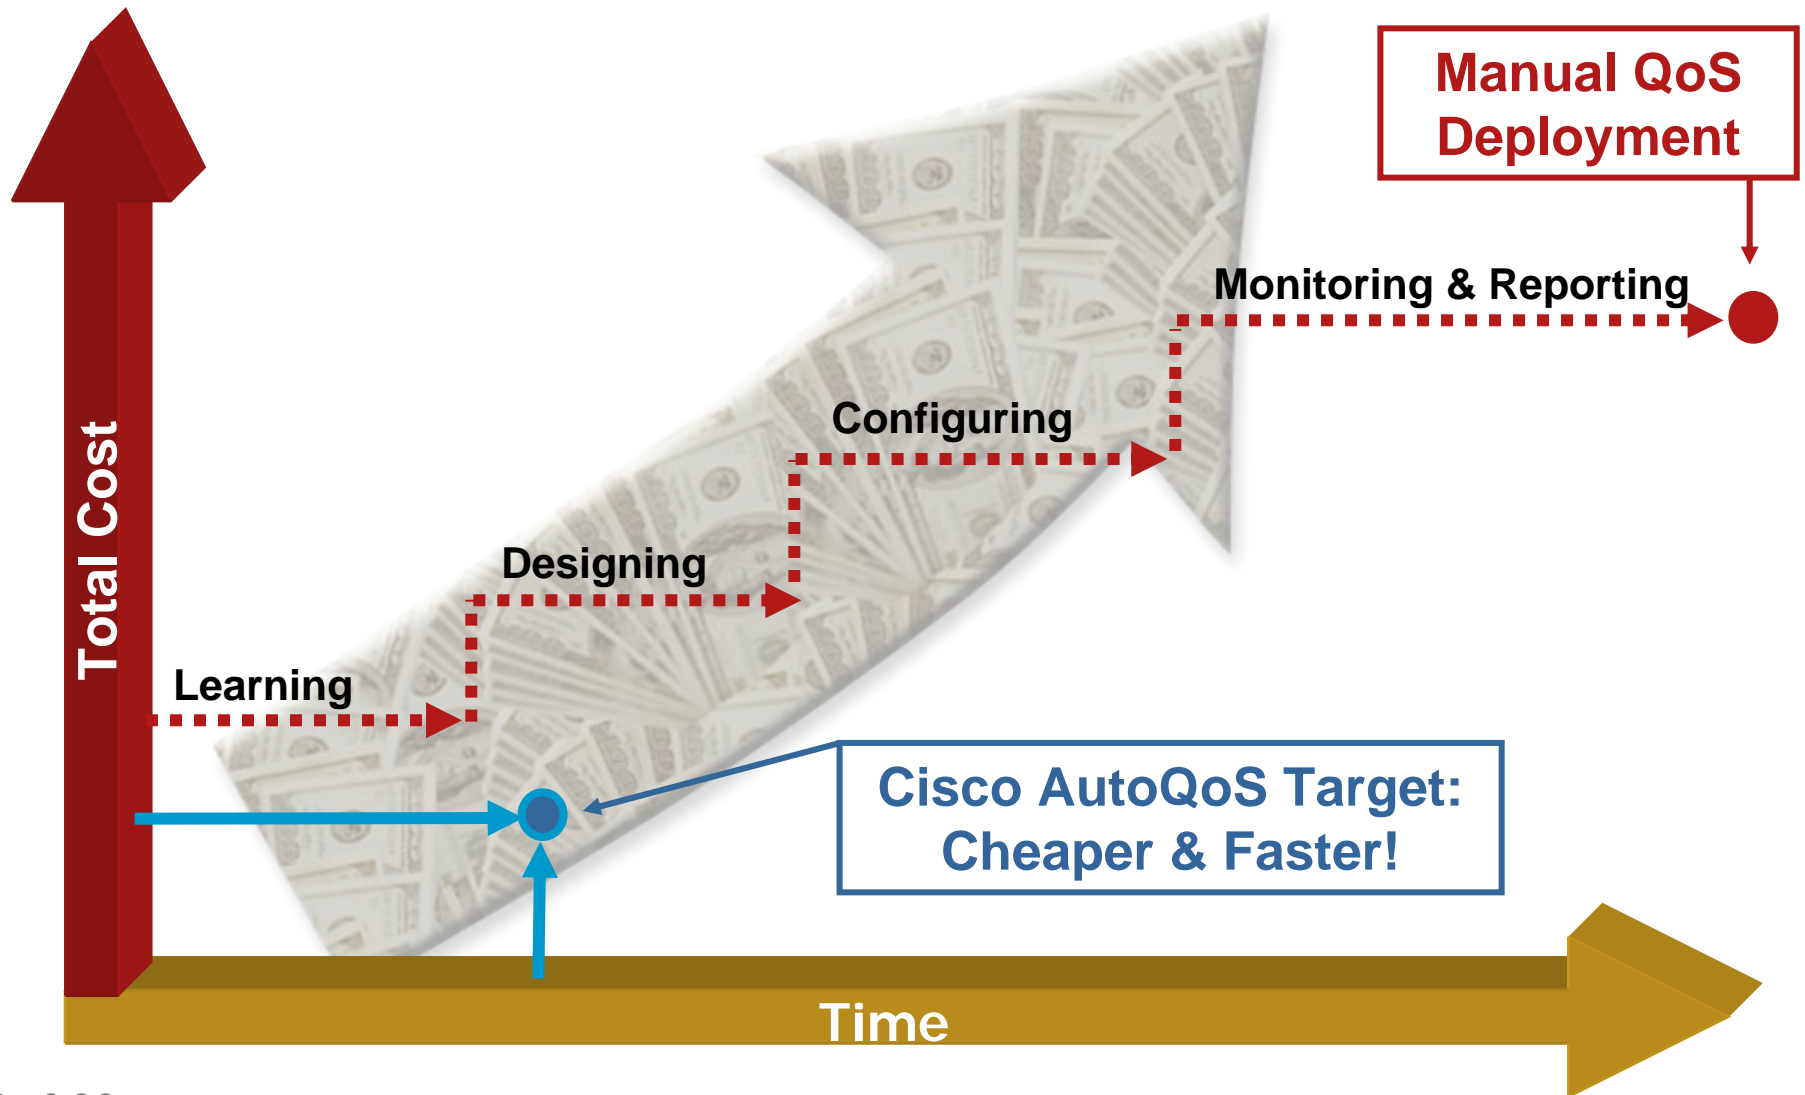 Manual QoS
Deployment
Monitoring & Reporting
Configuring
Designing
Learning
Total Cost
Cisco AutoQoS Target:
Cheaper & Faster!
Time